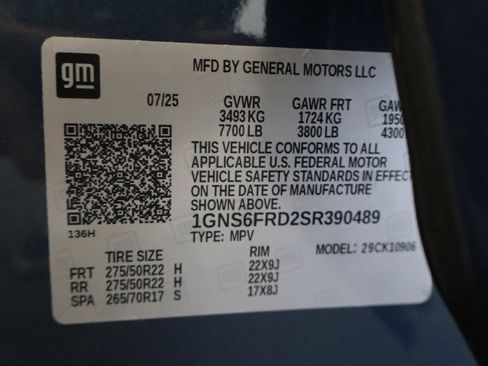 gm
MFD BY GENERAL MOTORS LLC
07/25 GVWR GAWR FRT GAW
3493 KG 1724 KG 1950
7700 LB 3800 LB 4300
THIS VEHICLE CONFORMS TO ALL
APPLICABLE U.S. FEDERAL MOTOR
VEHICLE SAFETY STANDARDS IN EFFECT
ON THE DATE OF MANUFACTURE
SHOWN ABOVE.
1GNS6FRD2SR390489
136H
TYPE: MPV MODEL: 29CK10906
TIRE SIZE RIM
FRT 275/50R22 H 22X9J
RR 275/50R22 H 22X9J
SPA 265/70R17 S 17X8J